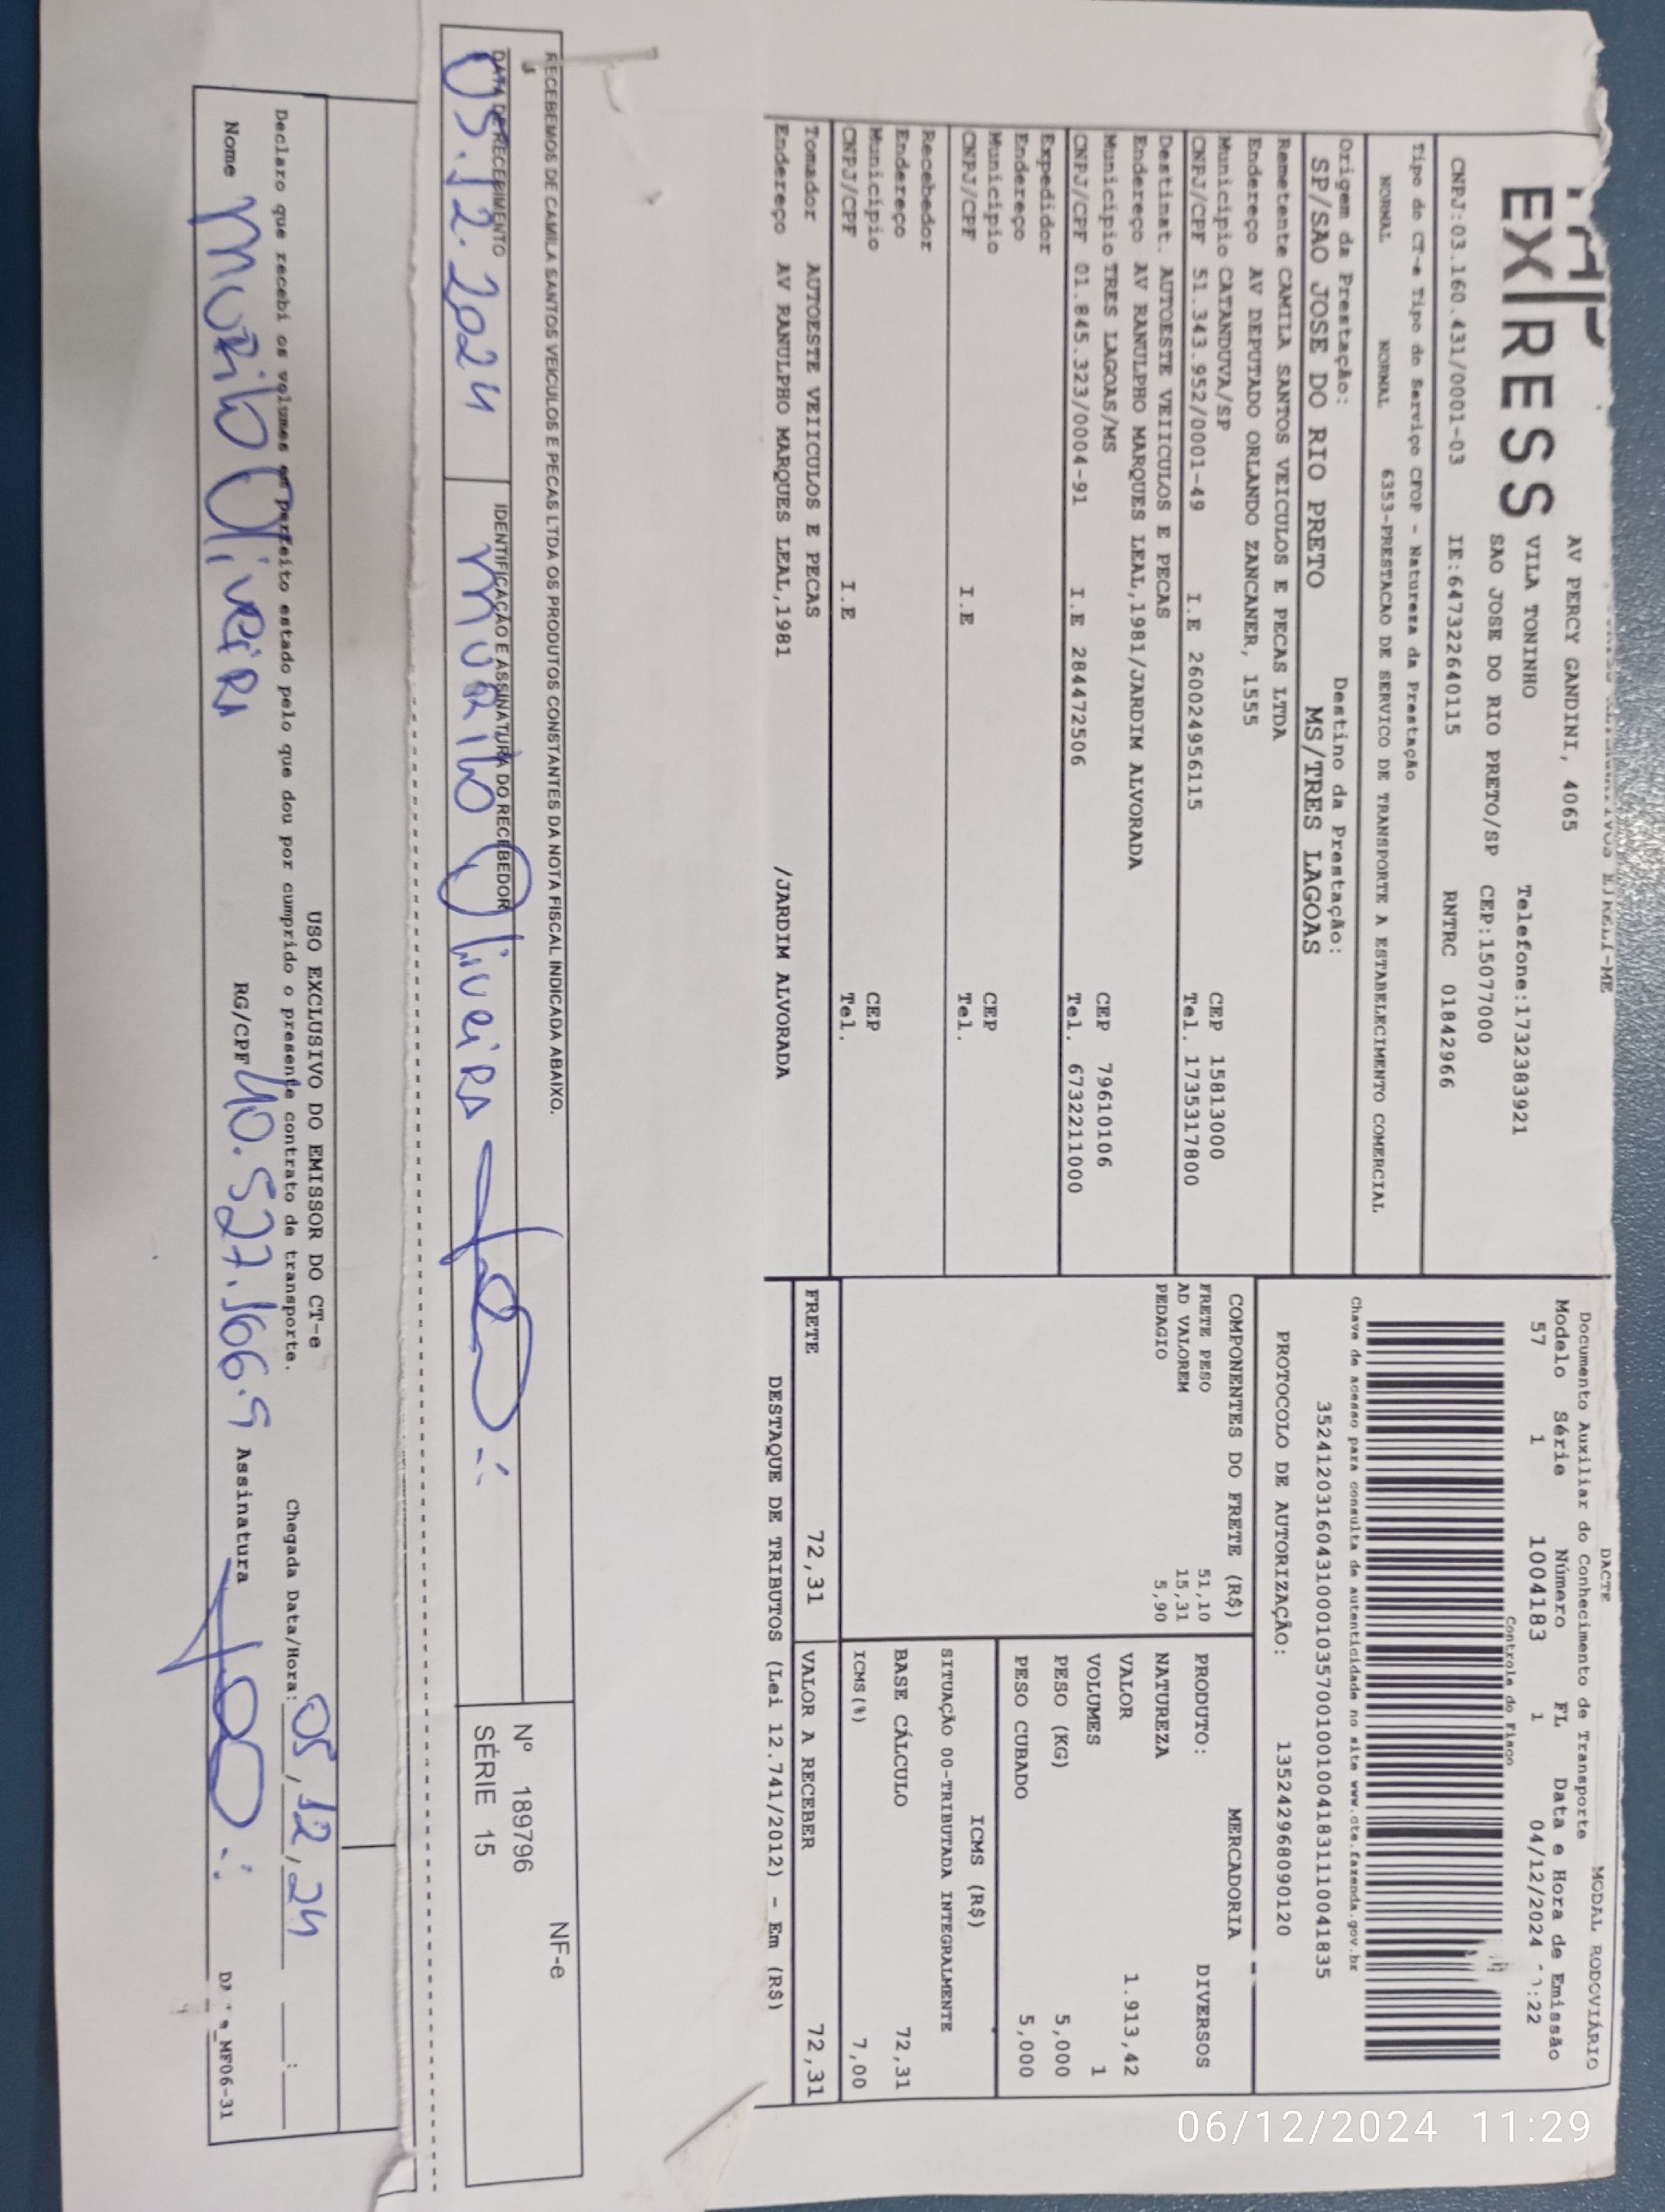 EXPRESS
AV PERCY GANDINI, 4065
VILA TONINHO
Telefone:1732383921
SAO JOSE DO RIO PRETO/SP CEP:15077000
CNPJ:03.160.431/0001-03 IE:647322640115 RNTRC 01842966
Tipo do CT-e Tipo do Serviço CFOP - Natureza da Prestação
NORMAL NORMAL 6353-PRESTACAO DE SERVICO DE TRANSPORTE A ESTABELECIMENTO COMERCIAL
Origem da Prestação: Destino da Prestação:
SP/SAO JOSE DO RIO PRETO MS/TRES LAGOAS
Remetente CAMILA SANTOS VEICULOS E PECAS LTDA
Endereço AV DEPUTADO ORLANDO ZANCANER, 1555
Município CATANDUVA/SP CEP 15813000
CNPJ/CPF 51.343.952/0001-49 I.E 260024956115 Tel. 1735317800
Destinat. AUTOESTE VEIICULOS E PECAS
Endereço AV RANULPHO MARQUES LEAL,1981/JARDIM ALVORADA
Município TRES LAGOAS/MS CEP 79610106
CNPJ/CPF 01.845.323/0004-91 I.E 284472506 Tel. 6732211000
Expedidor
Endereço
Município CEP
CNPJ/CPF I.E Tel.
Recebedor
Endereço
Município CEP
CNPJ/CPF I.E Tel.
Tomador AUTOESTE VEIICULOS E PECAS
Endereço AV RANULPHO MARQUES LEAL,1981 /JARDIM ALVORADA
DACTE MODAL RODOVIÁRIO
Documento Auxiliar do Conhecimento de Transporte
Modelo Série Número FL Data e Hora de Emissão
57 1 1004183 1 04/12/2024 :22
Controle do Fisco
Chave de acesso para consulta de autenticidade no site www.cte.fazenda.gov.br
35241203160431000103570010010041831110041835
PROTOCOLO DE AUTORIZAÇÃO: 135242968090120
COMPONENTES DO FRETE (R$)
FRETE PESO 51,10
AD VALOREM 15,31
PEDAGIO 5,90
MERCADORIA
PRODUTO: DIVERSOS
NATUREZA
VALOR 1.913,42
VOLUMES 1
PESO (KG) 5,000
PESO CUBADO 5,000
ICMS (R$)
SITUAÇÃO 00-TRIBUTADA INTEGRALMENTE
BASE CÁLCULO 72,31
ICMS(%) 7,00
FRETE 72,31 VALOR A RECEBER 72,31
DESTAQUE DE TRIBUTOS (Lei 12.741/2012) - Em (R$)
RECEBEMOS DE CAMILA SANTOS VEICULOS E PECAS LTDA OS PRODUTOS CONSTANTES DA NOTA FISCAL INDICADA ABAIXO.
NF-e
Nº 189796
SÉRIE 15
DATA DE RECEBIMENTO IDENTIFICAÇÃO E ASSINATURA DO RECEBEDOR
05.12.2024 Murilo Oliveira
USO EXCLUSIVO DO EMISSOR DO CT-e
Declaro que recebi os volumes em perfeito estado pelo que dou por cumprido o presente contrato de transporte. Chegada Data/Hora: 05/12/24 __:__
Nome Murilo Oliveira RG/CPF 40.527.166.9 Assinatura
MF06-31
06/12/2024 11:29